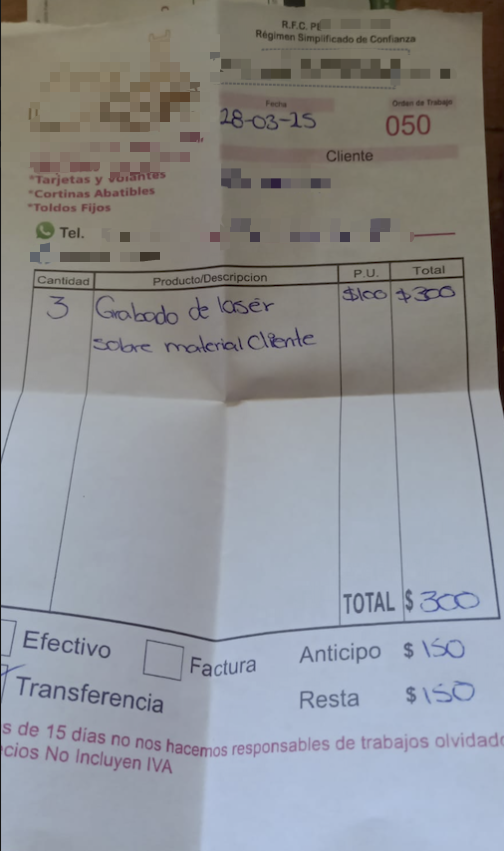 R.F.C. PE
Régimen Simplificado de Confianza
Fecha
Orden de Trabajo
28-03-25
050
Cliente
*Tarjetas y Volantes
*Cortinas Abatibles
*Toldos Fijos
Tel.
Cantidad Producto/Descripcion P.U. Total
3 Grabado de laser $100 $300
sobre material Cliente
TOTAL $ 300
Efectivo Factura Anticipo $ 150
Transferencia Resta $ 150
s de 15 dias no nos hacemos responsables de trabajos olvidado
cios No Incluyen IVA